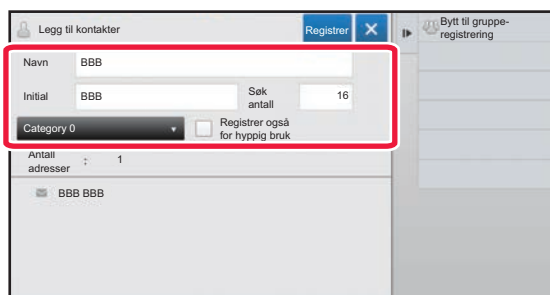 Legg til kontakter
Registrer
Bytt til gruppe-
registrering
Navn BBB
Initial BBB
Søk
antall
16
Category 0
Registrer også
for hyppig bruk
Antall
adresser : 1
BBB BBB